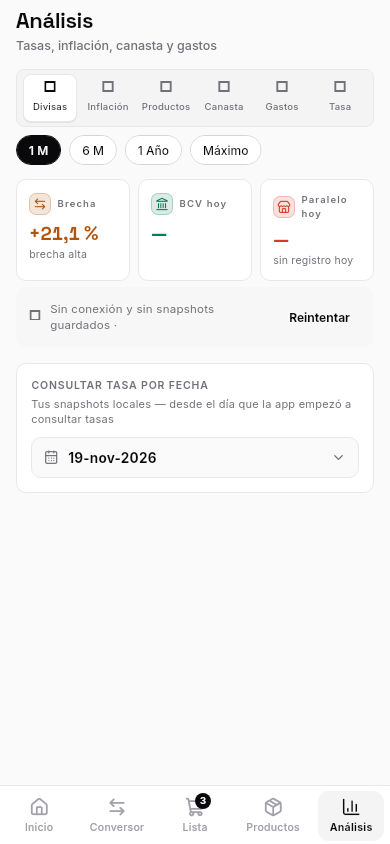 Análisis
Tasas, inflación, canasta y gastos
Divisas
Inflación
Productos
Canasta
Gastos
Tasa
1 M
6 M
1 Año
Máximo
Brecha
+21,1 %
brecha alta
BCV hoy
—
Paralelo
hoy
—
sin registro hoy
Sin conexión y sin snapshots
guardados ·
Reintentar
CONSULTAR TASA POR FECHA
Tus snapshots locales — desde el día que la app empezó a
consultar tasas
19-nov-2026
3
Inicio
Conversor
Lista
Productos
Análisis